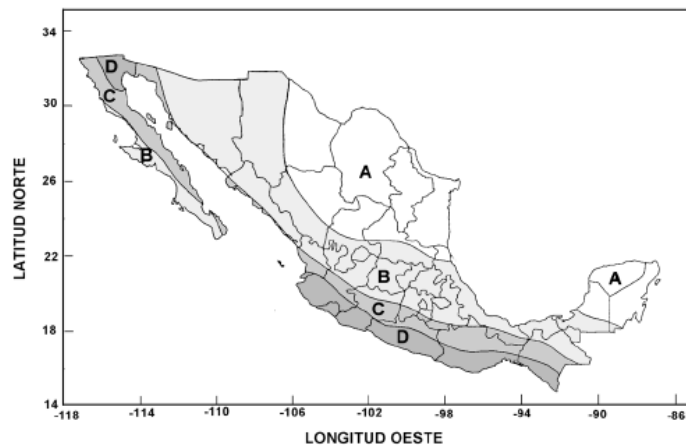 34
30
26
22
18
14
LATITUD NORTE
D
C
B
A
A
B
C
D
-118
-114
-110
-106
-102
-98
-94
-90
-86
LONGITUD OESTE